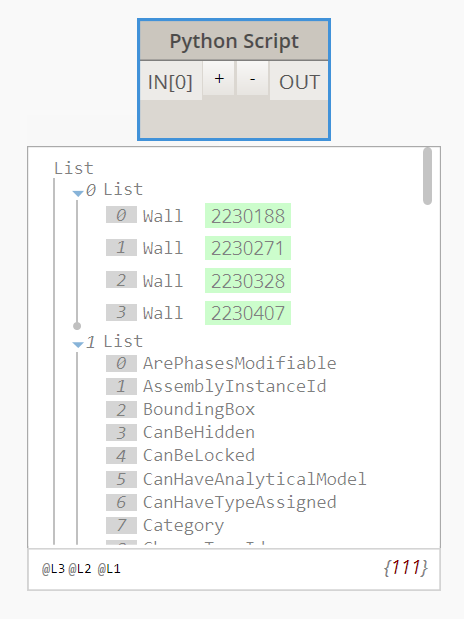 Python Script
IN[0] + - OUT
List
0 List
0 Wall 2230188
1 Wall 2230271
2 Wall 2230328
3 Wall 2230407
1 List
0 ArePhasesModifiable
1 AssemblyInstanceId
2 BoundingBox
3 CanBeHidden
4 CanBeLocked
5 CanHaveAnalyticalModel
6 CanHaveTypeAssigned
7 Category
@L3 @L2 @L1 {111}